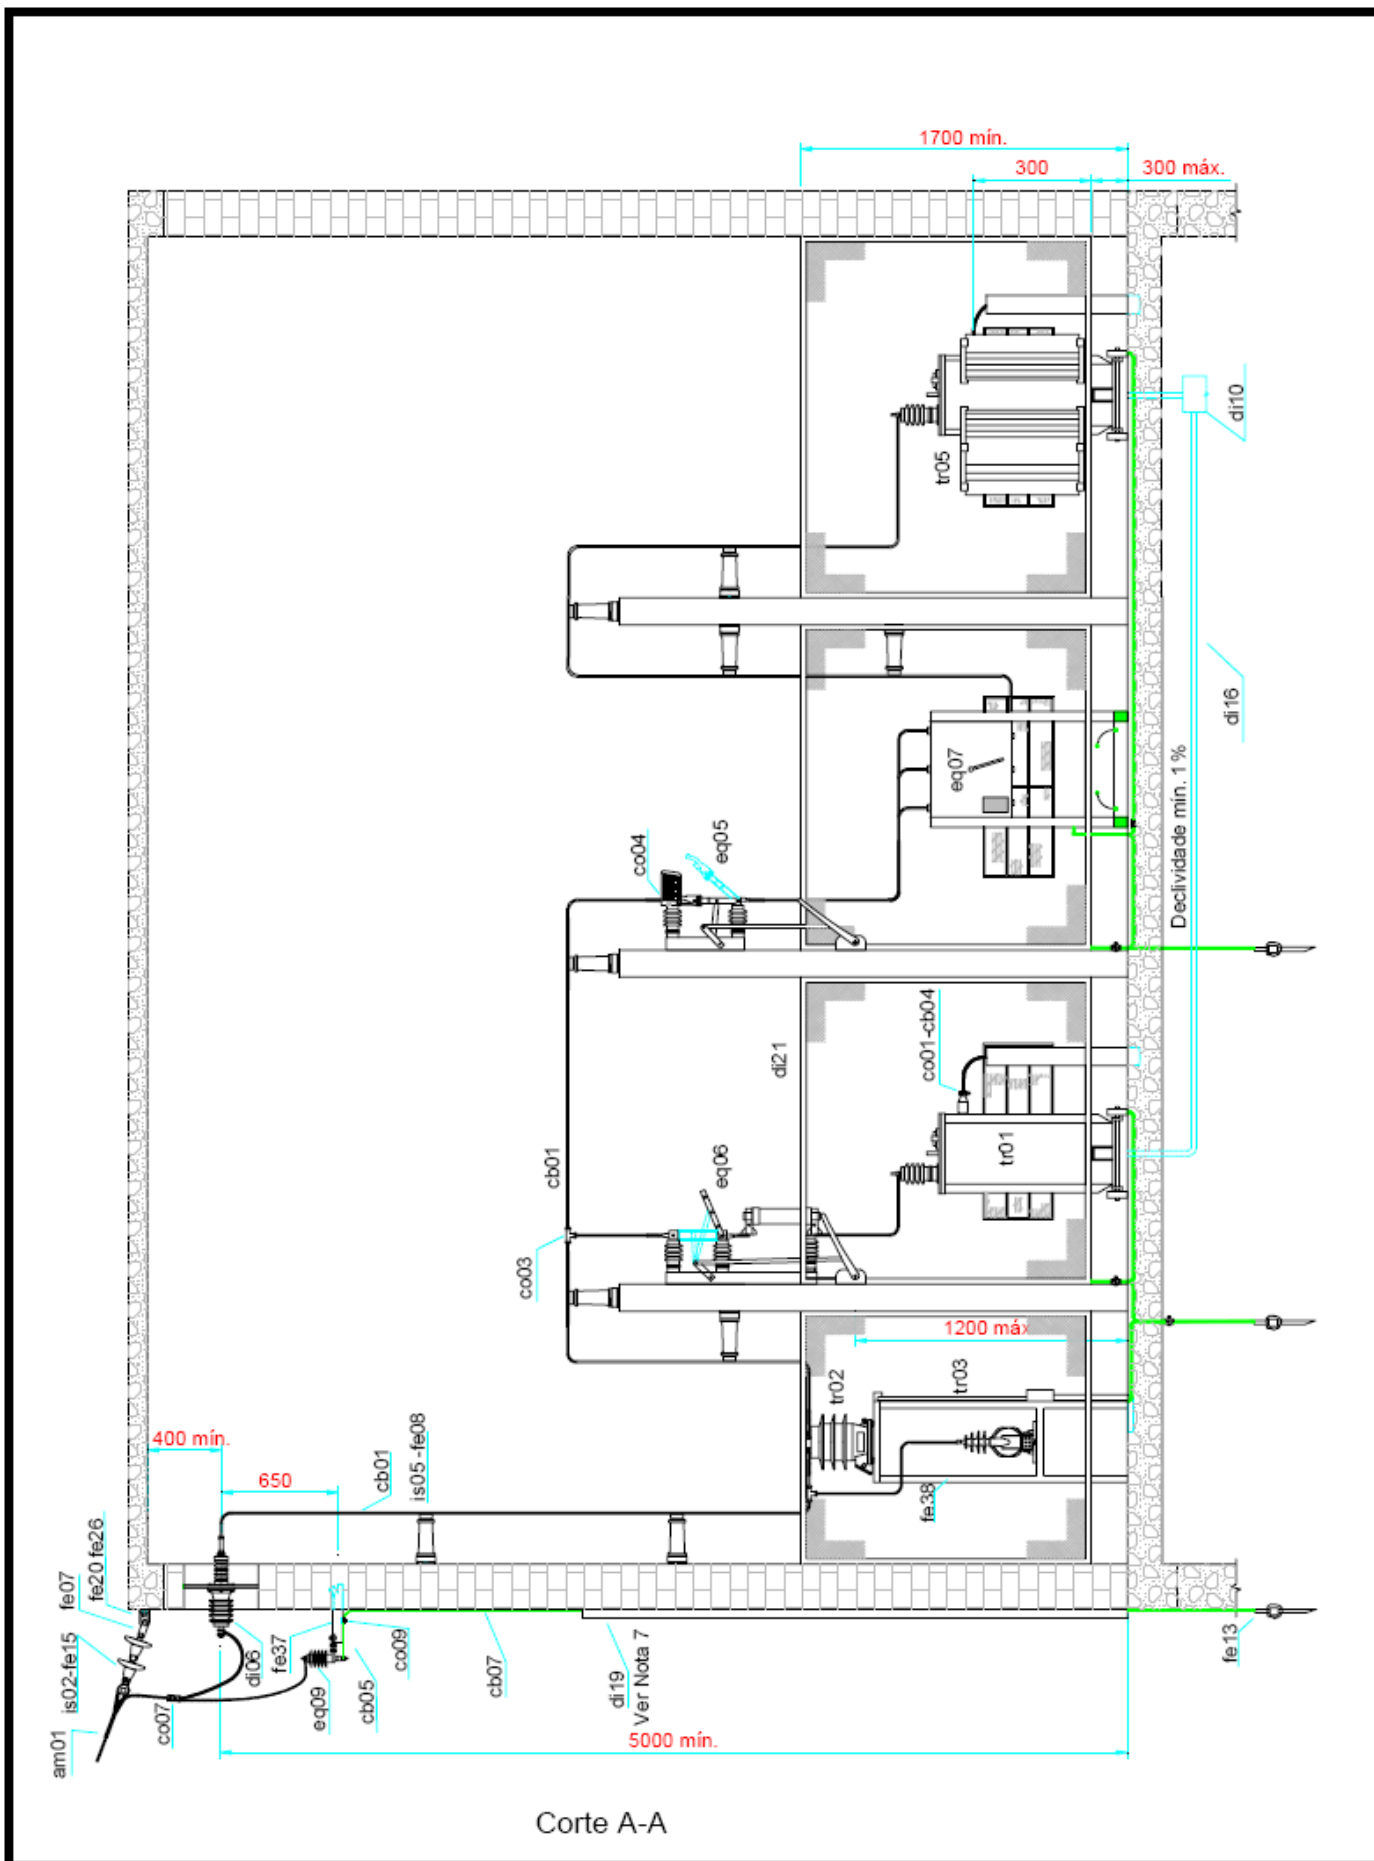 1700 mín.
300
300 máx.
di10
tr05
di16
eq07
Declividade mín. 1%
co04
eq05
di21
co01-cb04
cb01
eq06
tr01
co03
1200 máx
tr02
tr03
fe38
400 mín.
650
cb01
is05-fe08
fe20 fe26
fe07
is02-fe15
am01
co07
di06
fe37
eq09
cb05
co09
cb07
di19
Ver Nota 7
fe13
5000 mín.
Corte A-A